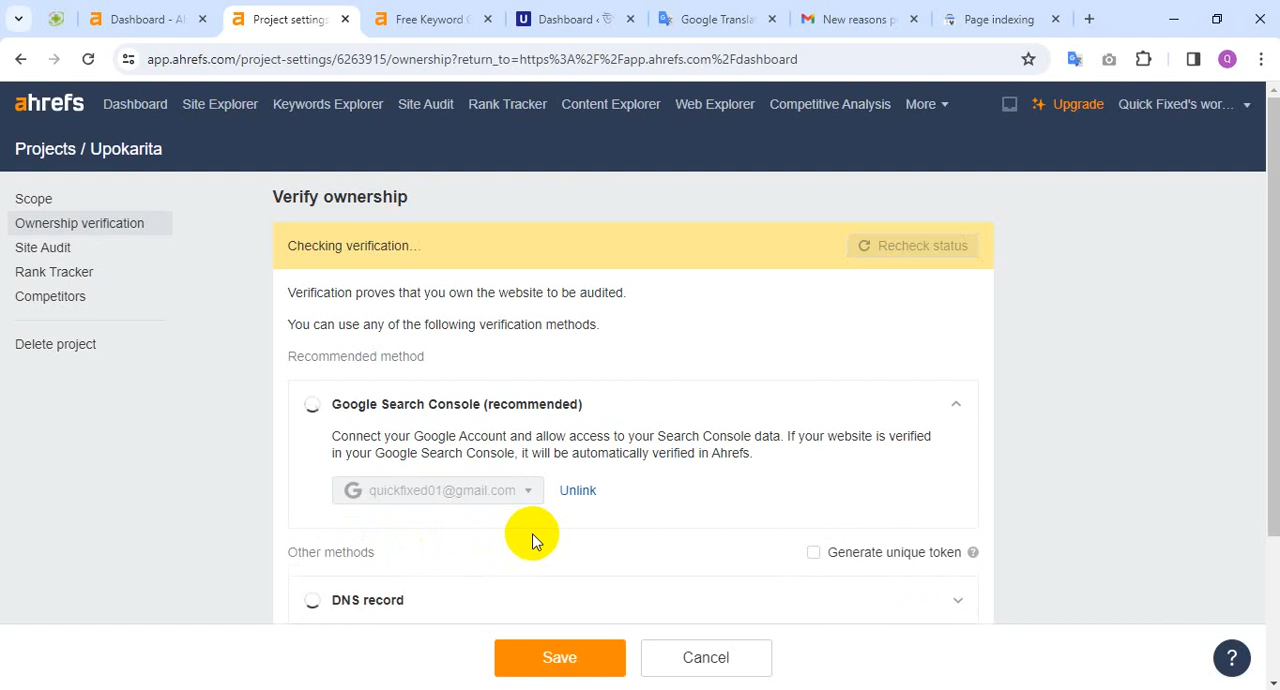 Dashboard - Al
Project settings
Free Keyword
Dashboard ‹
Google Transla
New reasons p
Page indexing
app.ahrefs.com/project-settings/6263915/ownership?return_to=https%3A%2F%2Fapp.ahrefs.com%2Fdashboard
Q
ahrefs Dashboard Site Explorer Keywords Explorer Site Audit Rank Tracker Content Explorer Web Explorer Competitive Analysis More Upgrade Quick Fixed's wor...
Projects / Upokarita
Scope
Ownership verification
Site Audit
Rank Tracker
Competitors
Delete project
Verify ownership
Checking verification...
Recheck status
Verification proves that you own the website to be audited.
You can use any of the following verification methods.
Recommended method
Google Search Console (recommended)
Connect your Google Account and allow access to your Search Console data. If your website is verified
in your Google Search Console, it will be automatically verified in Ahrefs.
G quickfixed01@gmail.com Unlink
Other methods
Generate unique token ?
DNS record
Save
Cancel
?